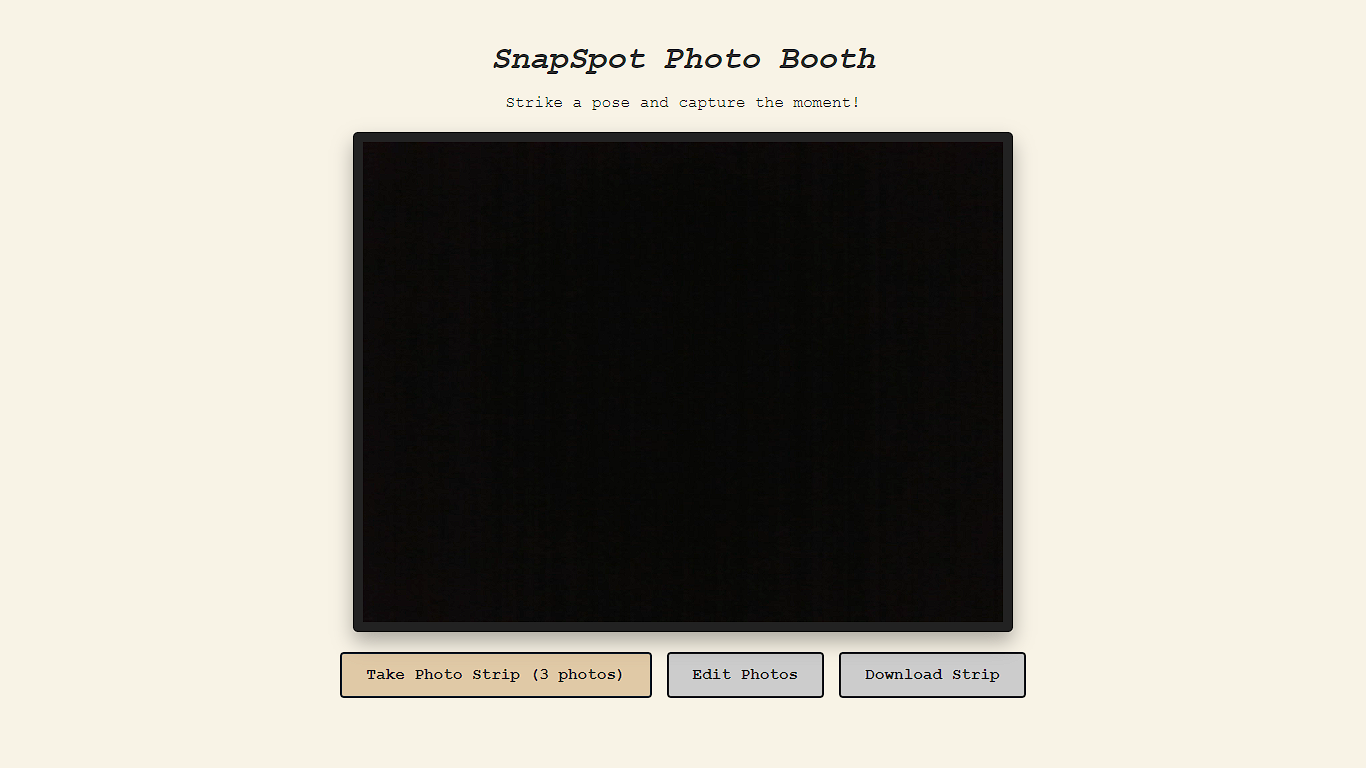 SnapSpot Photo Booth
Strike a pose and capture the moment!
Take Photo Strip (3 photos)
Edit Photos
Download Strip